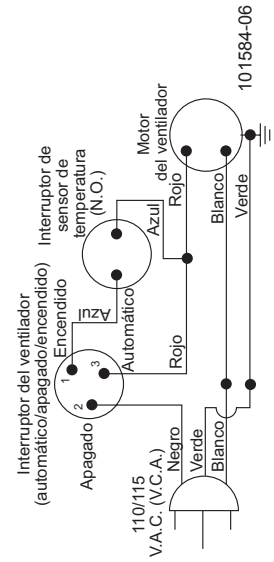 Interruptor del ventilador
(automático/apagado/encendido)
Encendido
1
2
3
Apagado
Automático
Azul
Interruptor de
sensor de
temperatura
(N.O.)
Azul
Motor
del ventilador
Rojo
Rojo
Blanco
Verde
110/115
V.A.C. (V.C.A.)
Negro
Verde
Blanco
101584-06